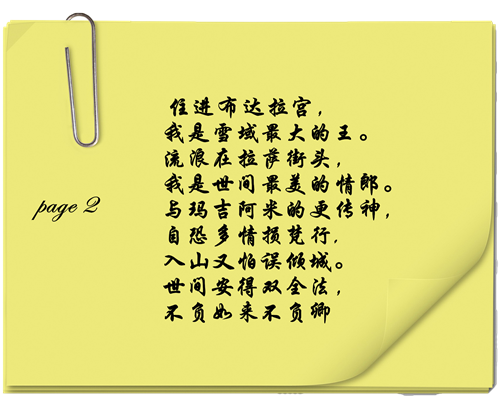 住进布达拉宫，
我是雪域最大的王。
流浪在拉萨街头，
我是世间最美的情郎。
与玛吉阿米的更传神，
自恐多情损梵行，
入山又怕误倾城。
世间安得双全法，
不负如来不负卿
page 2